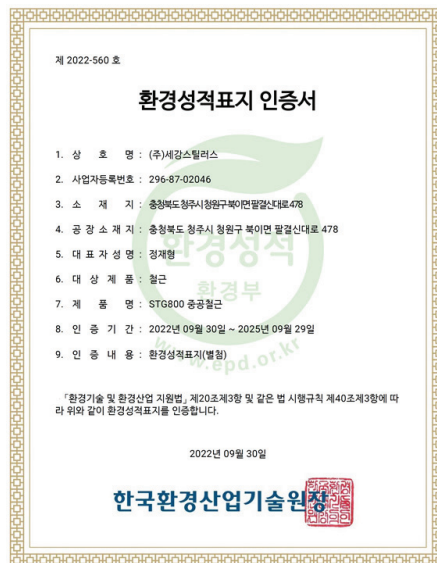 제 2022-560 호
환경성적표지 인증서
1. 상 호 명 : (주)세강스틸러스
2. 사업자등록번호 : 296-87-02046
3. 소 재 지 : 충청북도 청주시 청원구 북이면 팔결신대로 478
4. 공 장 소 재 지 : 충청북도 청주시 청원구 북이면 팔결신대로 478
5. 대 표 자 성 명 : 정재형
6. 대 상 제 품 : 철근
7. 제 품 명 : STG800 중공철근
8. 인 증 기 간 : 2022년 09월 30일 ~ 2025년 09월 29일
9. 인 증 내 용 : 환경성적표지(별첨)
환경성적
환경부
www.epd.or.kr
「환경기술 및 환경산업 지원법」 제20조제3항 및 같은 법 시행규칙 제40조제3항에 따
라 위와 같이 환경성적표지를 인증합니다.
2022년 09월 30일
한국환경산업기술원장